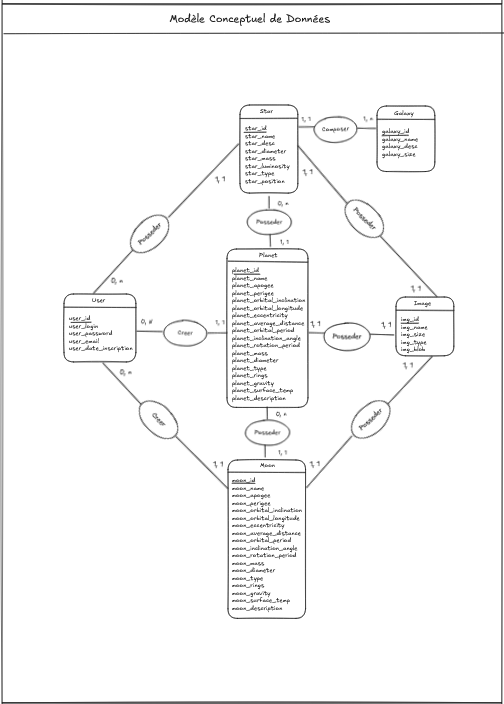 Modèle Conceptuel de Données
Star
star_id
star_name
star_desc
star_diameter
star_mass
star_luminosity
star_type
star_position
1, 1
Composer
1, n
Galaxy
galaxy_id
galaxy_name
galaxy_desc
galaxy_size
1, 1
1, 1
0, n
Posseder
1, 1
Posseder
Posseder
0, n
1, 1
Planet
planet_id
planet_name
planet_apogee
planet_perigee
planet_orbital_inclination
planet_orbital_longitude
planet_eccentricity
planet_average_distance
planet_orbital_period
planet_inclination_angle
planet_rotation_period
planet_mass
planet_diameter
planet_type
planet_rings
planet_gravity
planet_surface_temp
planet_description
User
user_id
user_login
user_password
user_email
user_date_inscription
0, n
Creer
1, 1
1, 1
Posseder
1, 1
Image
img_id
img_name
img_size
img_type
img_blob
0, n
Creer
1, 1
0, n
Posseder
1, 1
1, 1
Posseder
1, 1
Moon
moon_id
moon_name
moon_apogee
moon_perigee
moon_orbital_inclination
moon_orbital_longitude
moon_eccentricity
moon_average_distance
moon_orbital_period
moon_inclination_angle
moon_rotation_period
moon_mass
moon_diameter
moon_type
moon_rings
moon_gravity
moon_surface_temp
moon_description